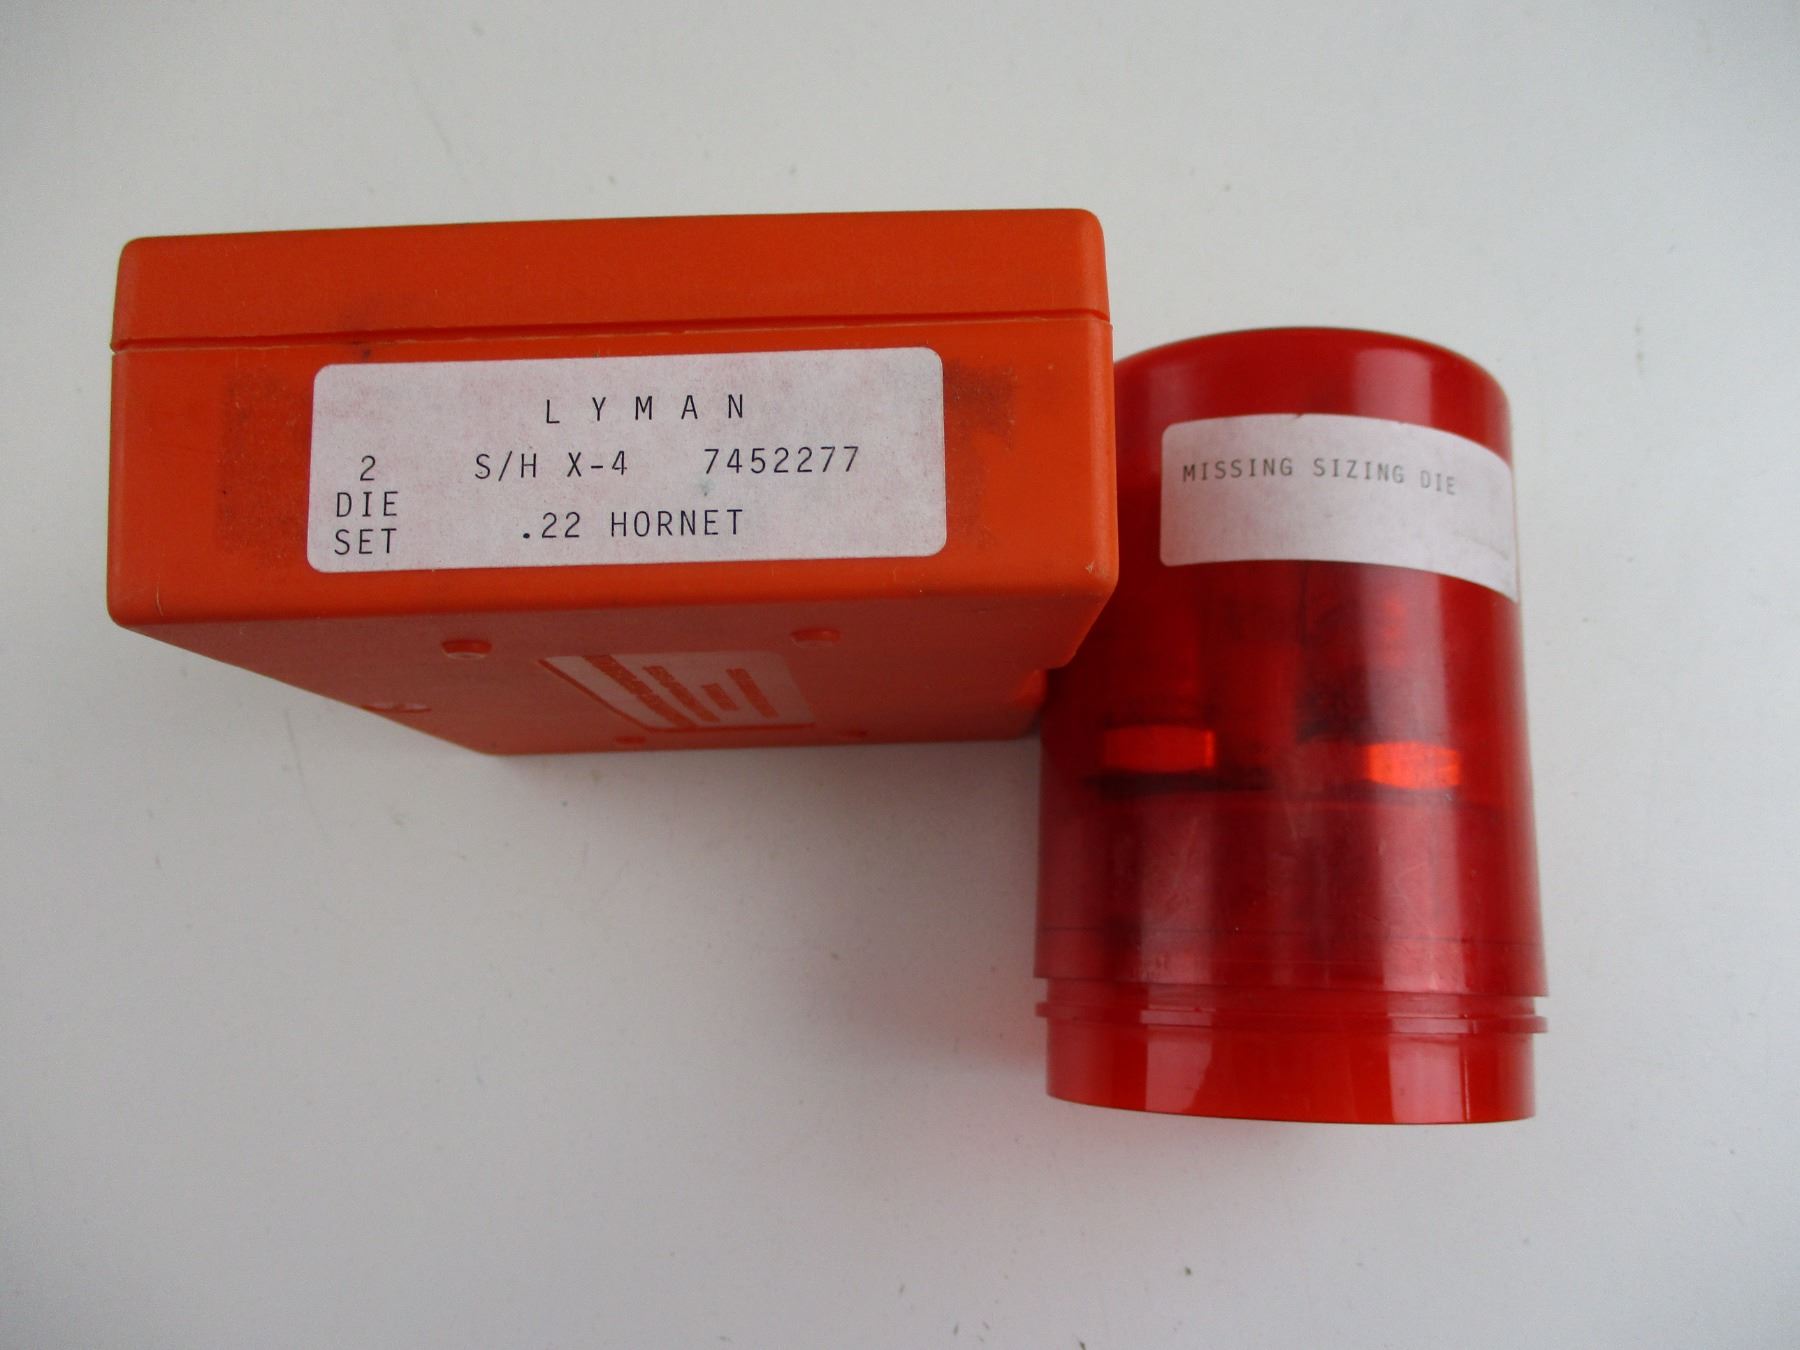 LYMAN
2 S/H X-4 7452277
DIE
SET .22 HORNET
MISSING SIZING DIE